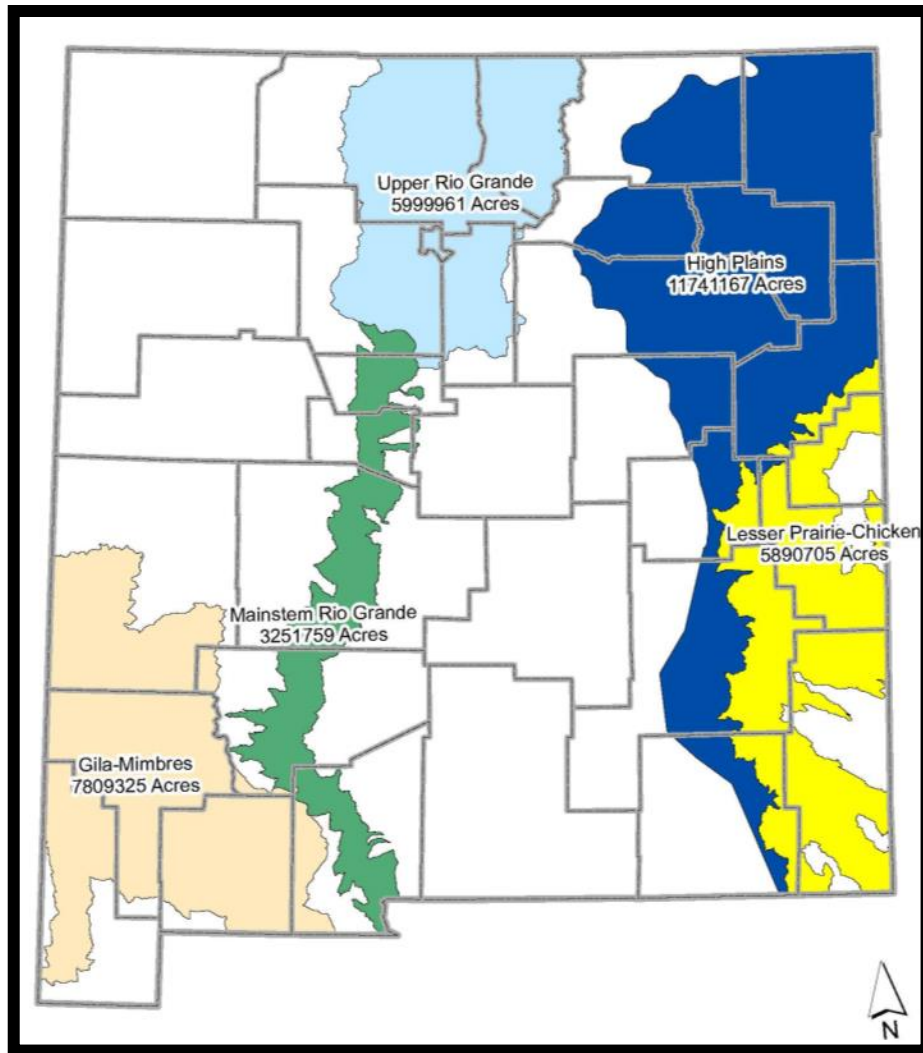 Upper Rio Grande
5999961 Acres
High Plains
11741167 Acres
Lesser Prairie-Chicken
5890705 Acres
Mainstem Rio Grande
3251759 Acres
Gila-Mimbres
7809325 Acres
N